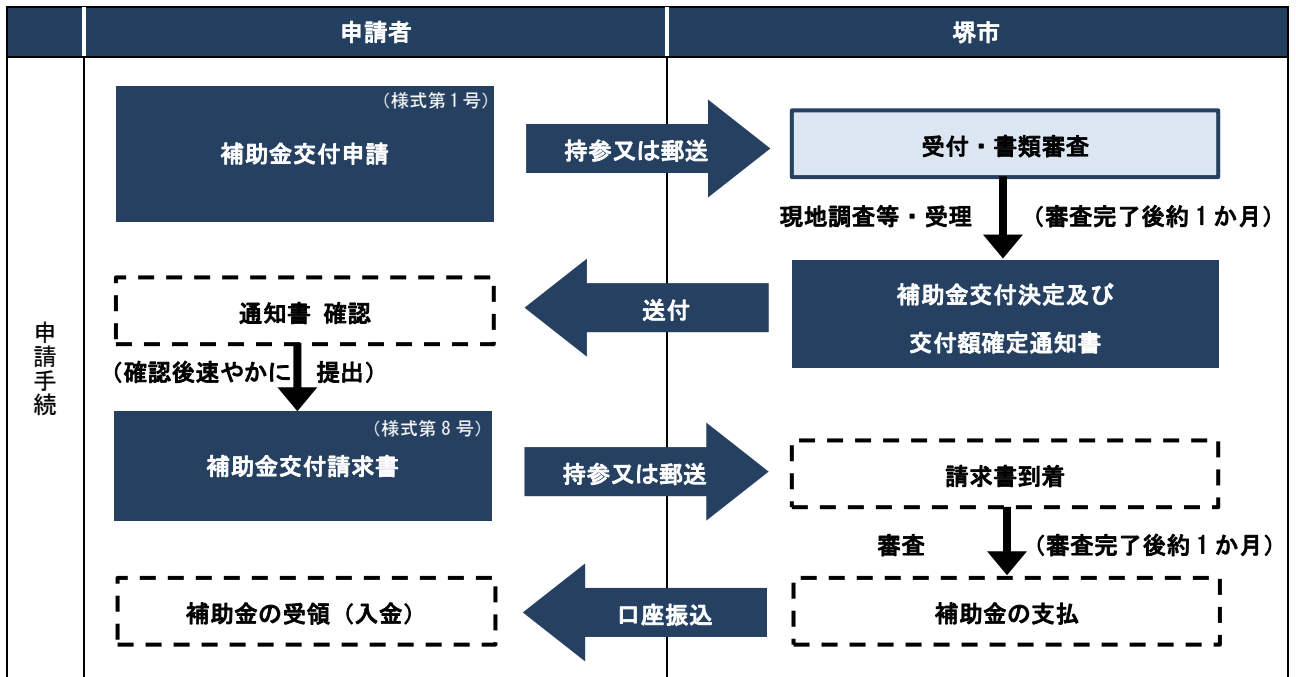 申請者
堺市
申請手続
(様式第1号)
補助金交付申請
持参又は郵送
受付・書類審査
現地調査等・受理
(審査完了後約1か月)
補助金交付決定及び
交付額確定通知書
送付
通知書 確認
(確認後速やかに 提出)
(様式第8号)
補助金交付請求書
持参又は郵送
請求書到着
審査
(審査完了後約1か月)
補助金の支払
口座振込
補助金の受領(入金)